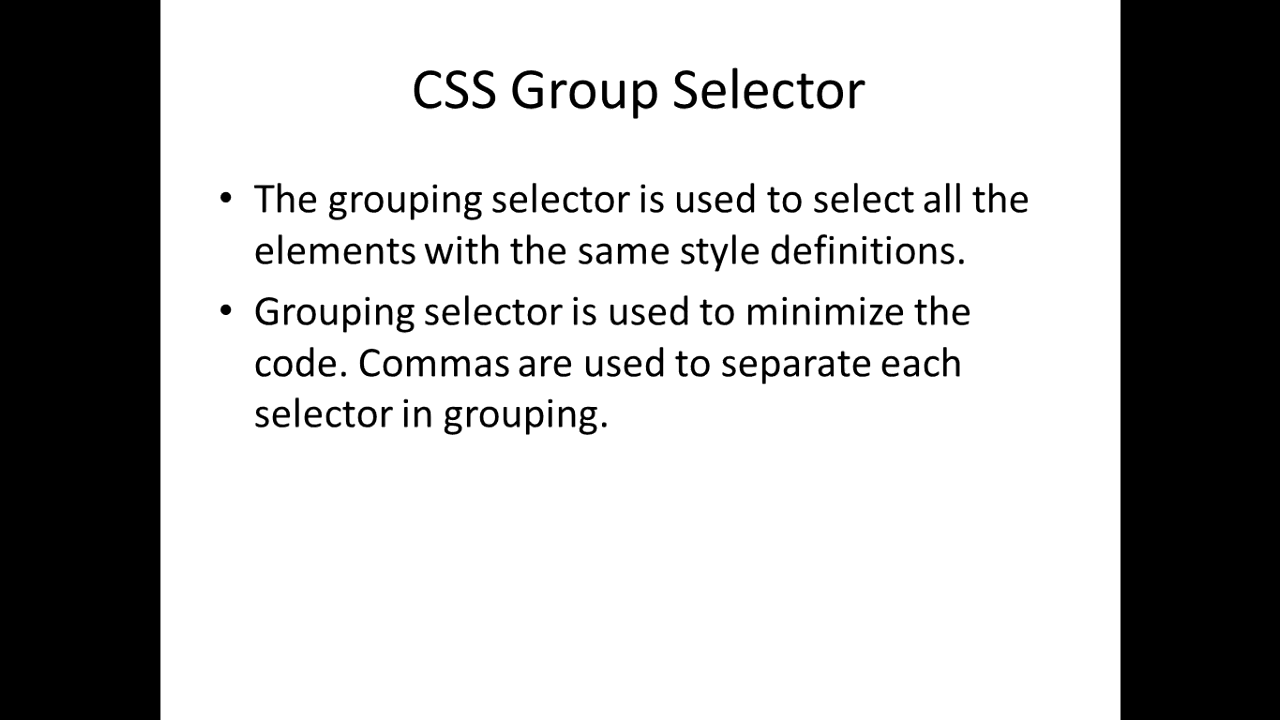 CSS Group Selector
• The grouping selector is used to select all the
elements with the same style definitions.
• Grouping selector is used to minimize the
code. Commas are used to separate each
selector in grouping.